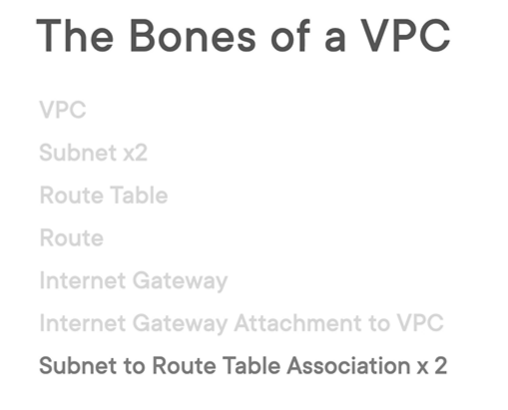 The Bones of a VPC
VPC
Subnet x2
Route Table
Route
Internet Gateway
Internet Gateway Attachment to VPC
Subnet to Route Table Association x 2